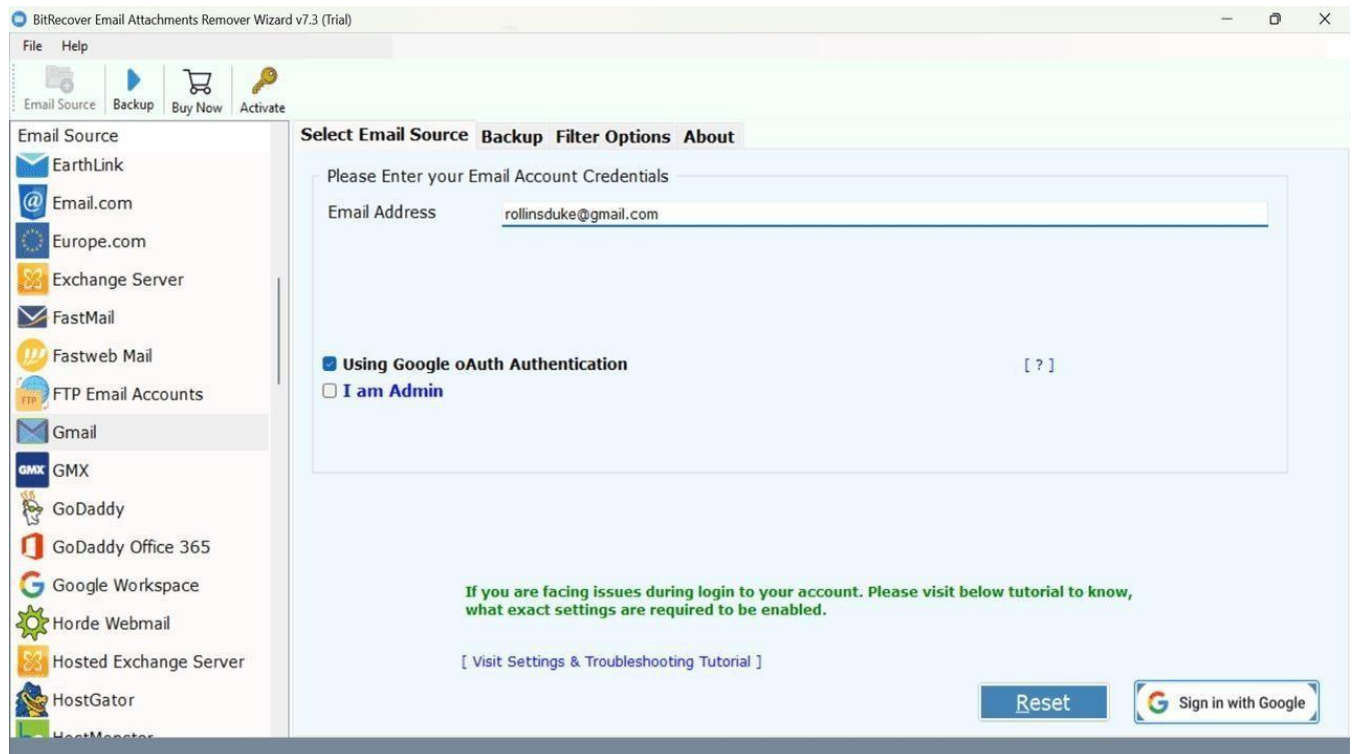 BitRecover Email Attachments Remover Wizard v7.3 (Trial)
File Help
Email Source Backup Buy Now Activate
Email Source
EarthLink
Email.com
Europe.com
Exchange Server
FastMail
Fastweb Mail
FTP Email Accounts
Gmail
GMX
GoDaddy
GoDaddy Office 365
Google Workspace
Horde Webmail
Hosted Exchange Server
HostGator
HostMonster
Select Email Source Backup Filter Options About
Please Enter your Email Account Credentials
Email Address rollinsduke@gmail.com
Using Google oAuth Authentication [ ? ]
I am Admin
If you are facing issues during login to your account. Please visit below tutorial to know,
what exact settings are required to be enabled.
[ Visit Settings & Troubleshooting Tutorial ]
Reset Sign in with Google